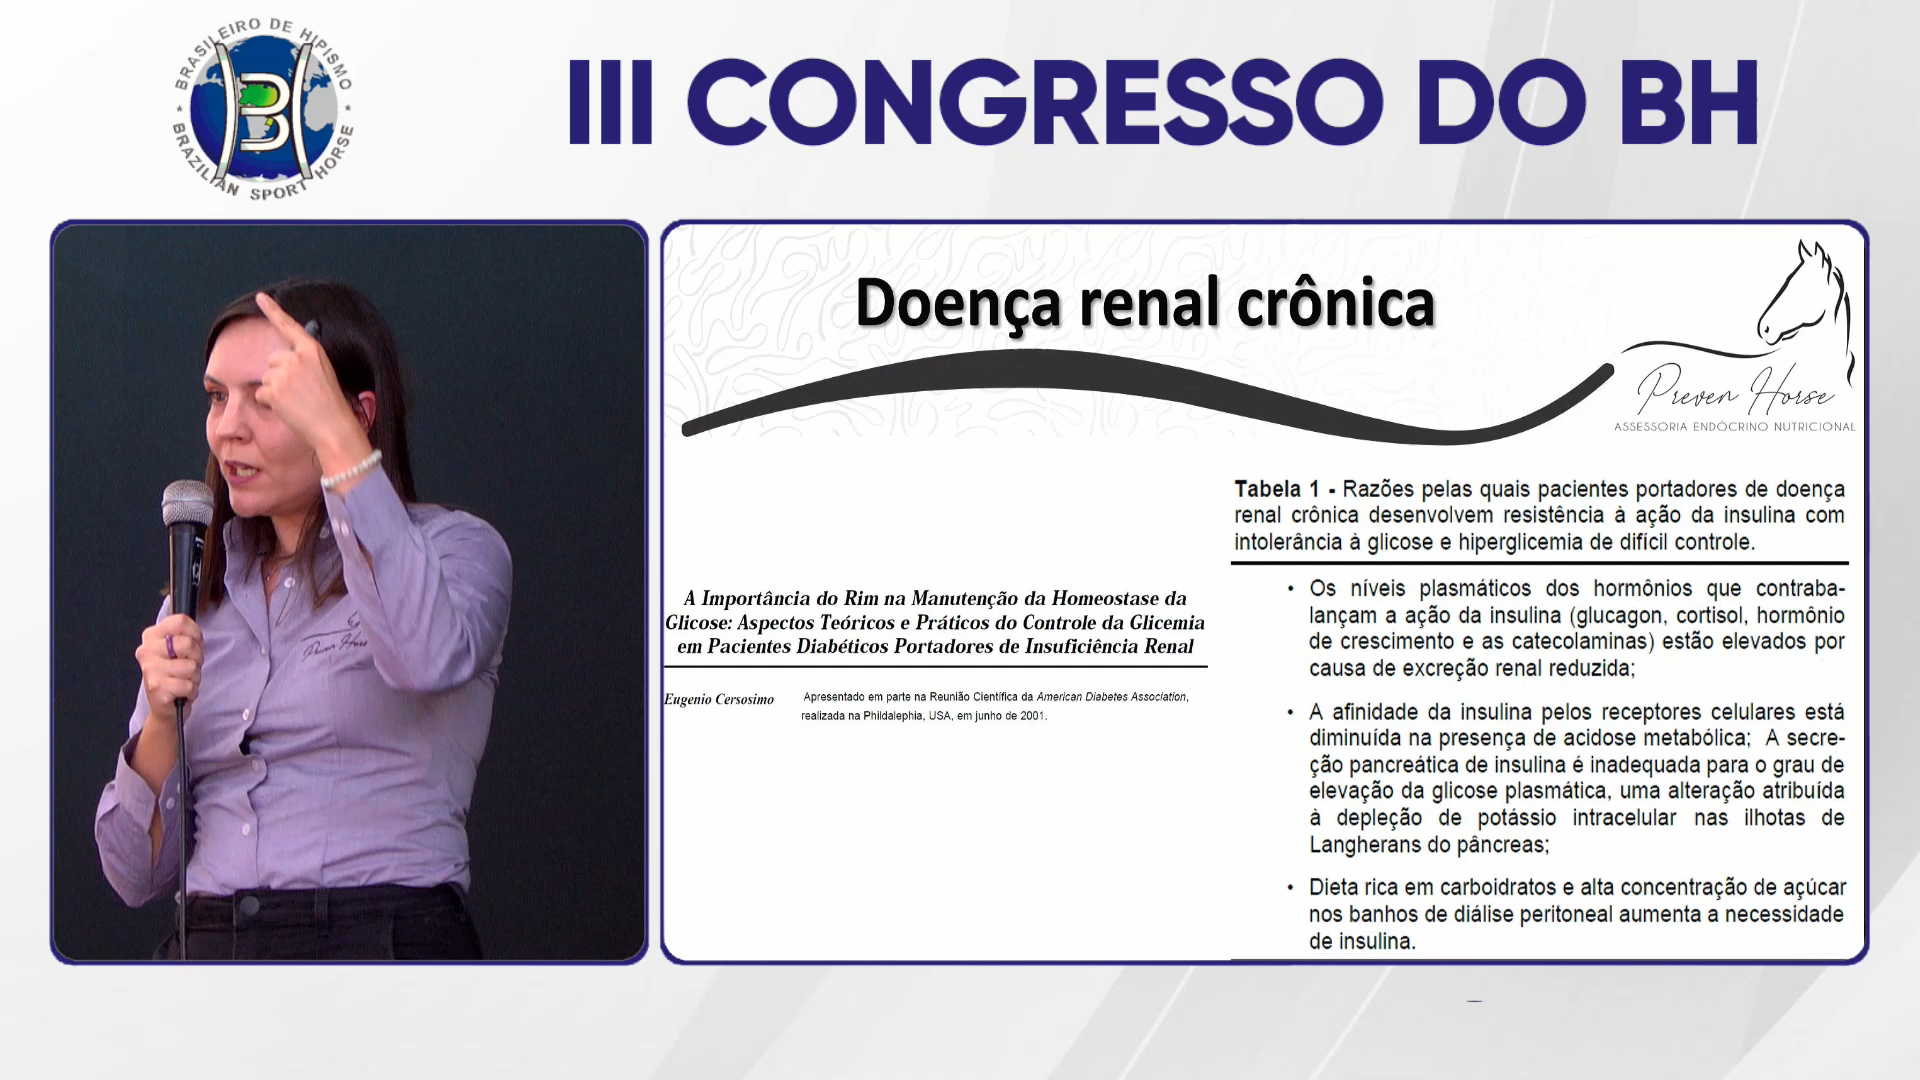 BRASILEIRO DE HIPISMO
BRAZILIAN SPORT HORSE
III CONGRESSO DO BH
Doença renal crônica
Preven Horse
ASSESSORIA ENDÓCRINO NUTRICIONAL
A Importância do Rim na Manutenção da Homeostase da
Glicose: Aspectos Teóricos e Práticos do Controle da Glicemia
em Pacientes Diabéticos Portadores de Insuficiência Renal
Eugenio Cersosimo
Apresentado em parte na Reunião Científica da American Diabetes Association,
realizada na Phildalephia, USA, em junho de 2001.
Tabela 1 - Razões pelas quais pacientes portadores de doença
renal crônica desenvolvem resistência à ação da insulina com
intolerância à glicose e hiperglicemia de difícil controle.
• Os níveis plasmáticos dos hormônios que contraba-
lançam a ação da insulina (glucagon, cortisol, hormônio
de crescimento e as catecolaminas) estão elevados por
causa de excreção renal reduzida;
• A afinidade da insulina pelos receptores celulares está
diminuída na presença de acidose metabólica; A secre-
ção pancreática de insulina é inadequada para o grau de
elevação da glicose plasmática, uma alteração atribuída
à depleção de potássio intracelular nas ilhotas de
Langherans do pâncreas;
• Dieta rica em carboidratos e alta concentração de açúcar
nos banhos de diálise peritoneal aumenta a necessidade
de insulina.
Preven Horse